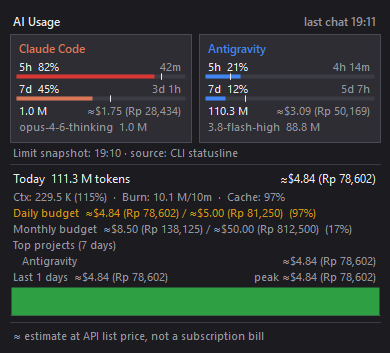 AI Usage last chat 19:11
Claude Code
5h 82% 42m
7d 45% 3d 1h
1.0 M ≈$1.75 (Rp 28,434)
opus-4-6-thinking 1.0 M
Antigravity
5h 21% 4h 14m
7d 12% 5d 7h
110.3 M ≈$3.09 (Rp 50,169)
3.8-flash-high 88.8 M
Limit snapshot: 19:10 · source: CLI statusline
Today 111.3 M tokens ≈$4.84 (Rp 78,602)
Ctx: 229.5 K (115%) · Burn: 10.1 M/10m · Cache: 97%
Daily budget ≈$4.84 (Rp 78,602) / ≈$5.00 (Rp 81,250) (97%)
Monthly budget ≈$8.50 (Rp 138,125) / ≈$50.00 (Rp 812,500) (17%)
Top projects (7 days)
Antigravity ≈$4.84 (Rp 78,602)
Last 1 days ≈$4.84 (Rp 78,602) peak ≈$4.84 (Rp 78,602)
≈ estimate at API list price, not a subscription bill